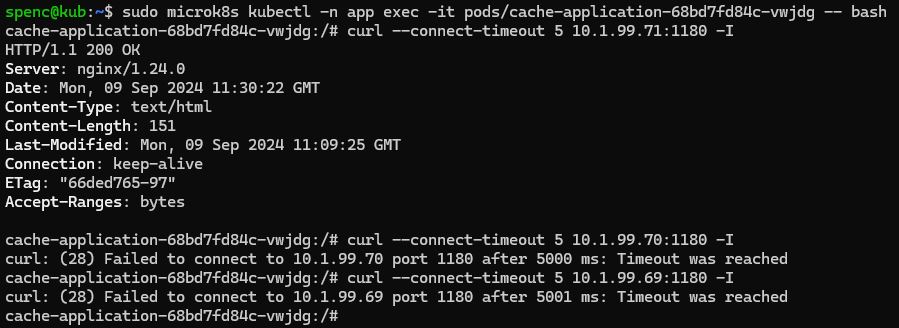 spenc@kub:~$ sudo microk8s kubectl -n app exec -it pods/cache-application-68bd7fd84c-vwjdg -- bash
cache-application-68bd7fd84c-vwjdg:/# curl --connect-timeout 5 10.1.99.71:1180 -I
HTTP/1.1 200 OK
Server: nginx/1.24.0
Date: Mon, 09 Sep 2024 11:30:22 GMT
Content-Type: text/html
Content-Length: 151
Last-Modified: Mon, 09 Sep 2024 11:09:25 GMT
Connection: keep-alive
ETag: "66ded765-97"
Accept-Ranges: bytes
cache-application-68bd7fd84c-vwjdg:/# curl --connect-timeout 5 10.1.99.70:1180 -I
curl: (28) Failed to connect to 10.1.99.70 port 1180 after 5000 ms: Timeout was reached
cache-application-68bd7fd84c-vwjdg:/# curl --connect-timeout 5 10.1.99.69:1180 -I
curl: (28) Failed to connect to 10.1.99.69 port 1180 after 5001 ms: Timeout was reached
cache-application-68bd7fd84c-vwjdg:/#